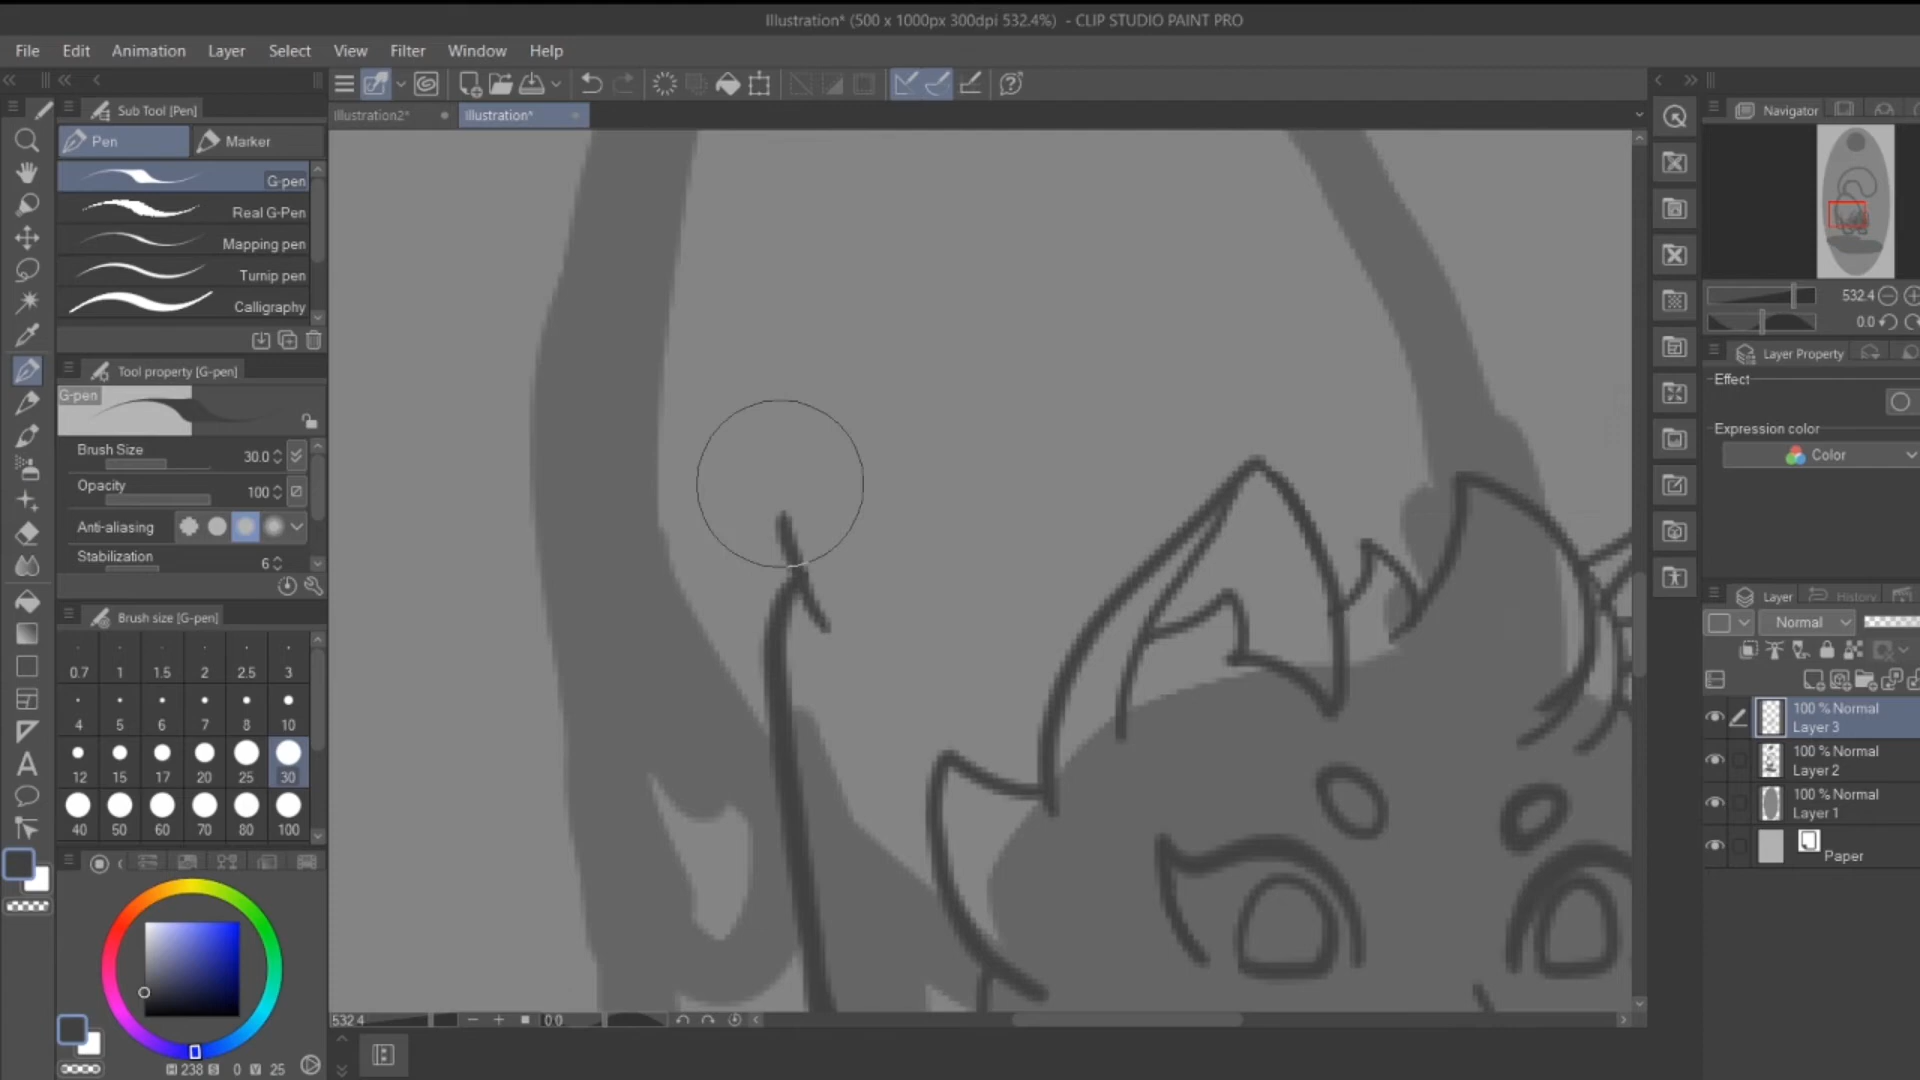 Illustration* (500 x 1000px 300dpi 532.4%) - CLIP STUDIO PAINT PRO
File Edit Animation Layer Select View Filter Window Help
Sub Tool [Pen]
Illustration2* Illustration*
Navigator
Pen Marker
G-pen
Real G-Pen
Mapping pen
Turnip pen
Calligraphy
532.4
0.0
Layer Property
Tool property [G-pen]
Effect
G-pen
Expression color
Brush Size 30.0
Color
Opacity 100
Anti-aliasing
Stabilization 6
Layer History
Brush size [G-pen]
Normal
0.7 1 1.5 2 2.5 3
4 5 6 7 8 10
12 15 17 20 25 30
40 50 60 70 80 100
100 % Normal
Layer 3
100 % Normal
Layer 2
100 % Normal
Layer 1
Paper
532.4 0.0
H 238 S 0 V 25